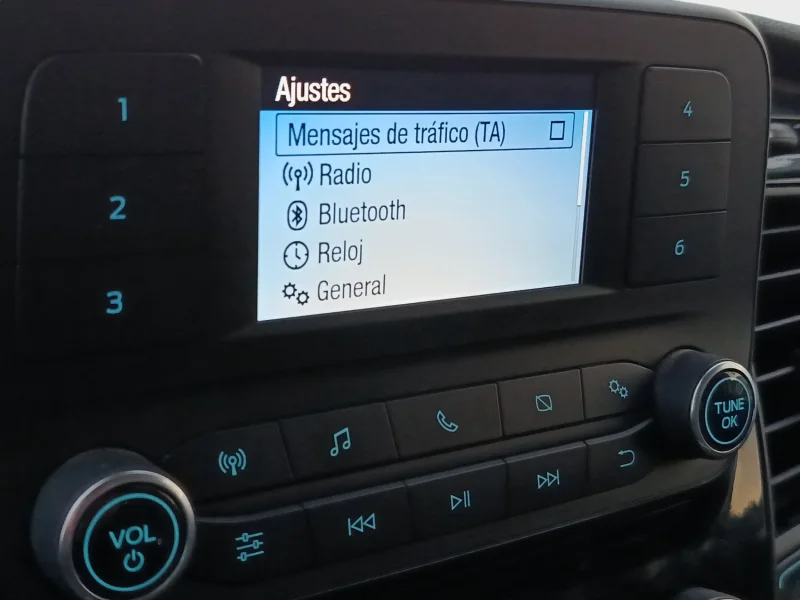 Ajustes
Mensajes de tráfico (TA)
Radio
Bluetooth
Reloj
General
1
2
3
4
5
6
VOL
TUNE
OK